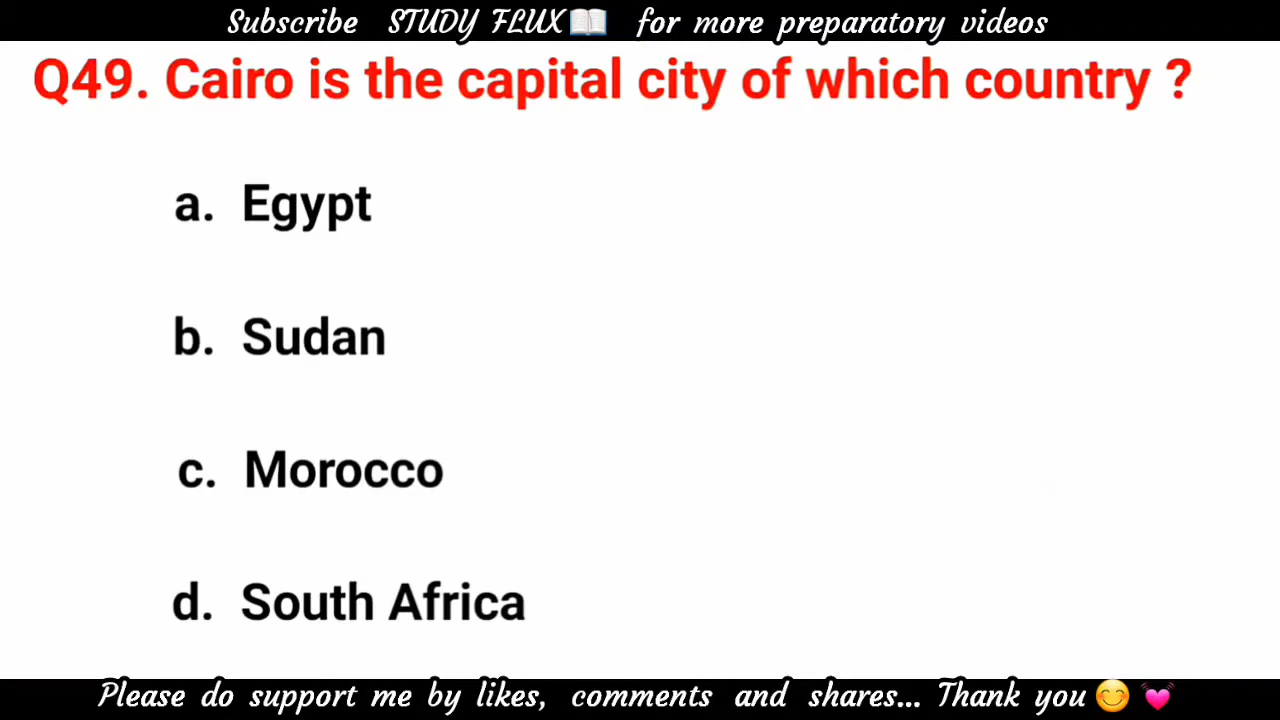 Subscribe STUDY FLUX📖 for more preparatory videos
Q49. Cairo is the capital city of which country ?
a. Egypt
b. Sudan
c. Morocco
d. South Africa
Please do support me by likes, comments and shares... Thank you😊💓